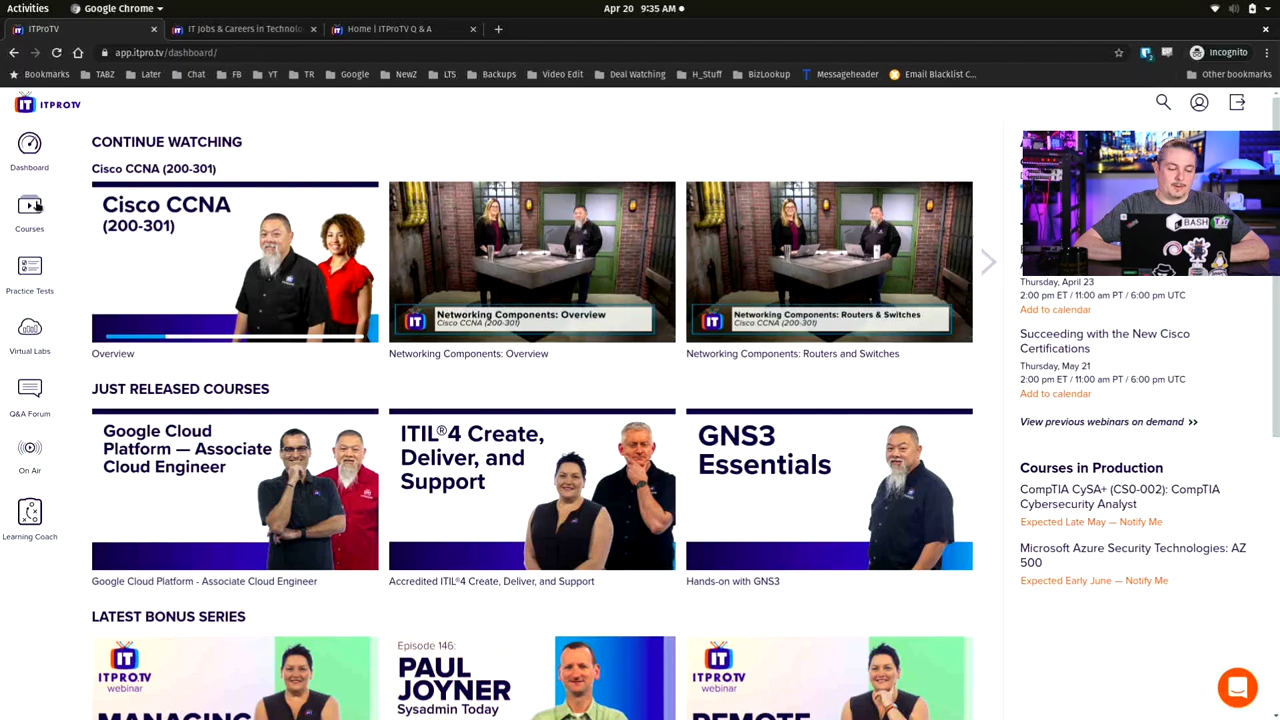 Activities
Google Chrome
Apr 20 9:35 AM
ITProTV
IT Jobs & Careers in Technolo
Home | ITProTV Q & A
app.itpro.tv/dashboard/
2
Incognito
Bookmarks
TABZ
Later
Chat
FB
YT
TR
Google
NewZ
LTS
Backups
Video Edit
Deal Watching
H_Stuff
BizLookup
Messageheader
Email Blacklist C...
Other bookmarks
IT ITPROTV
Dashboard
Courses
Practice Tests
Virtual Labs
Q&A Forum
On Air
Learning Coach
CONTINUE WATCHING
Cisco CCNA (200-301)
Cisco CCNA
(200-301)
Overview
IT
Networking Components: Overview
Cisco CCNA (200-301)
Networking Components: Overview
IT
Networking Components: Routers & Switches
Cisco CCNA (200-301)
Networking Components: Routers and Switches
JUST RELEASED COURSES
Google Cloud
Platform — Associate
Cloud Engineer
Google Cloud Platform - Associate Cloud Engineer
ITIL®4 Create,
Deliver, and
Support
Accredited ITIL®4 Create, Deliver, and Support
GNS3
Essentials
Hands-on with GNS3
LATEST BONUS SERIES
IT
ITPROTV
webinar
MANAGING
Episode 146:
PAUL
JOYNER
Sysadmin Today
IT
ITPROTV
webinar
REMOTE
BASH
Thursday, April 23
2:00 pm ET / 11:00 am PT / 6:00 pm UTC
Add to calendar
Succeeding with the New Cisco
Certifications
Thursday, May 21
2:00 pm ET / 11:00 am PT / 6:00 pm UTC
Add to calendar
View previous webinars on demand >>
Courses in Production
CompTIA CySA+ (CS0-002): CompTIA
Cybersecurity Analyst
Expected Late May — Notify Me
Microsoft Azure Security Technologies: AZ
500
Expected Early June — Notify Me